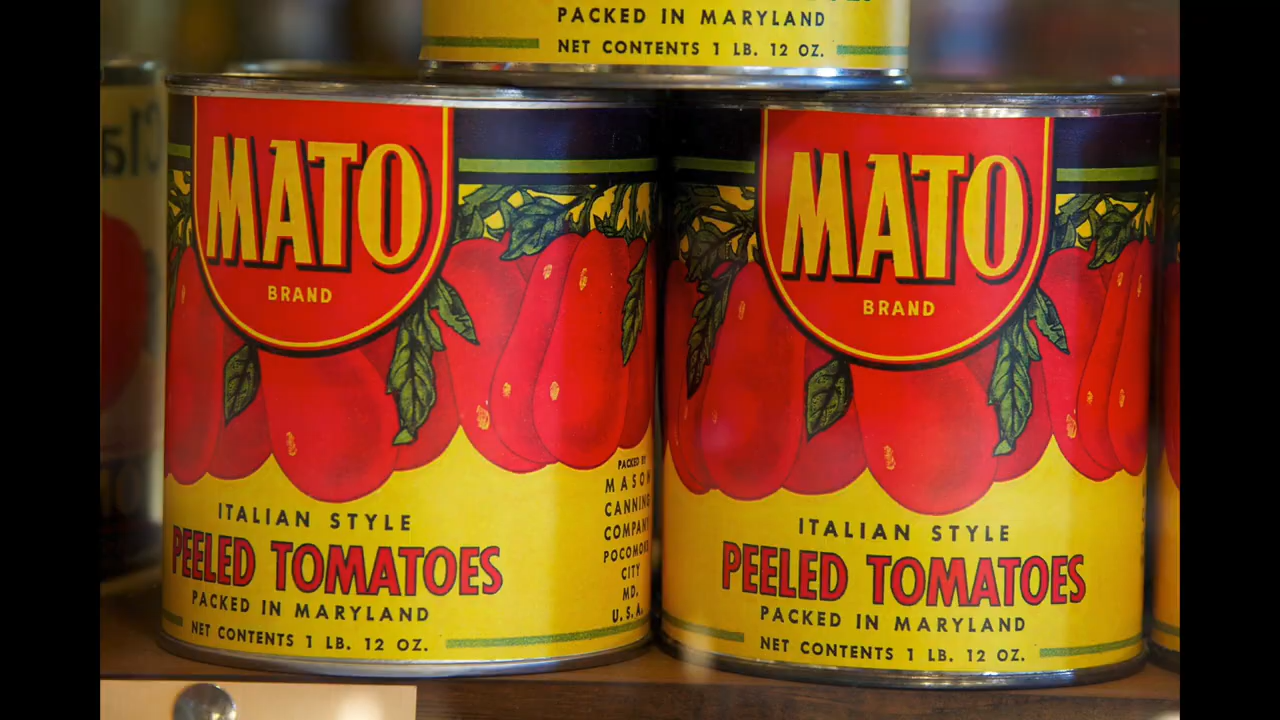 PACKED IN MARYLAND
NET CONTENTS 1 LB. 12 OZ.
MATO
BRAND
ITALIAN STYLE
PEELED TOMATOES
PACKED IN MARYLAND
NET CONTENTS 1 LB. 12 OZ.
PACKED BY
MASON
CANNING
COMPANY
POCOMOKE
CITY
MD.
U.S.A.
MATO
BRAND
ITALIAN STYLE
PEELED TOMATOES
PACKED IN MARYLAND
NET CONTENTS 1 LB. 12 OZ.